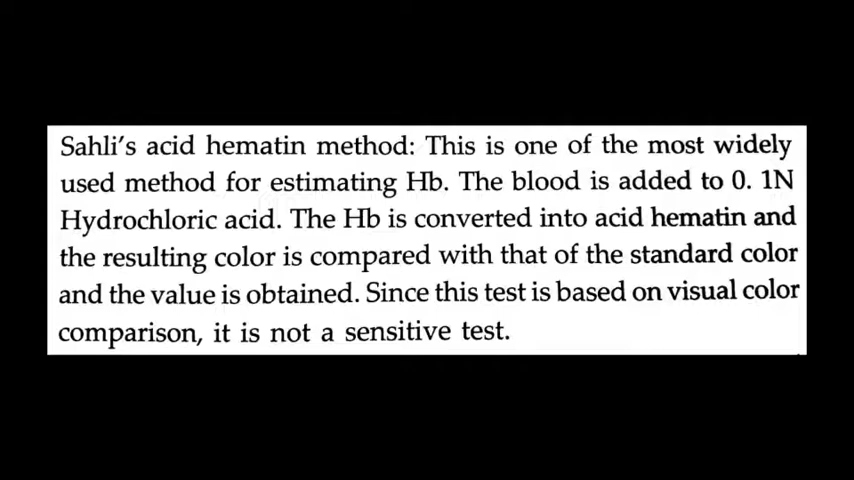 Sahli's acid hematin method: This is one of the most widely
used method for estimating Hb. The blood is added to 0. 1N
Hydrochloric acid. The Hb is converted into acid hematin and
the resulting color is compared with that of the standard color
and the value is obtained. Since this test is based on visual color
comparison, it is not a sensitive test.